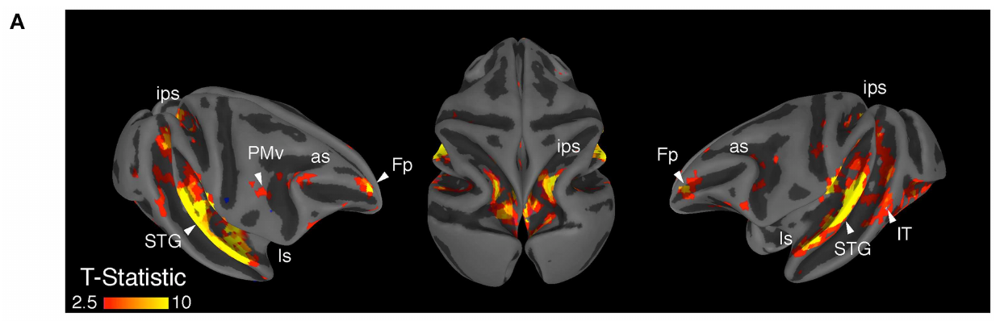 A
ips
PMv
as
Fp
STG
ls
T-Statistic
2.5 10
ips
ips
Fp
as
ls
STG
IT